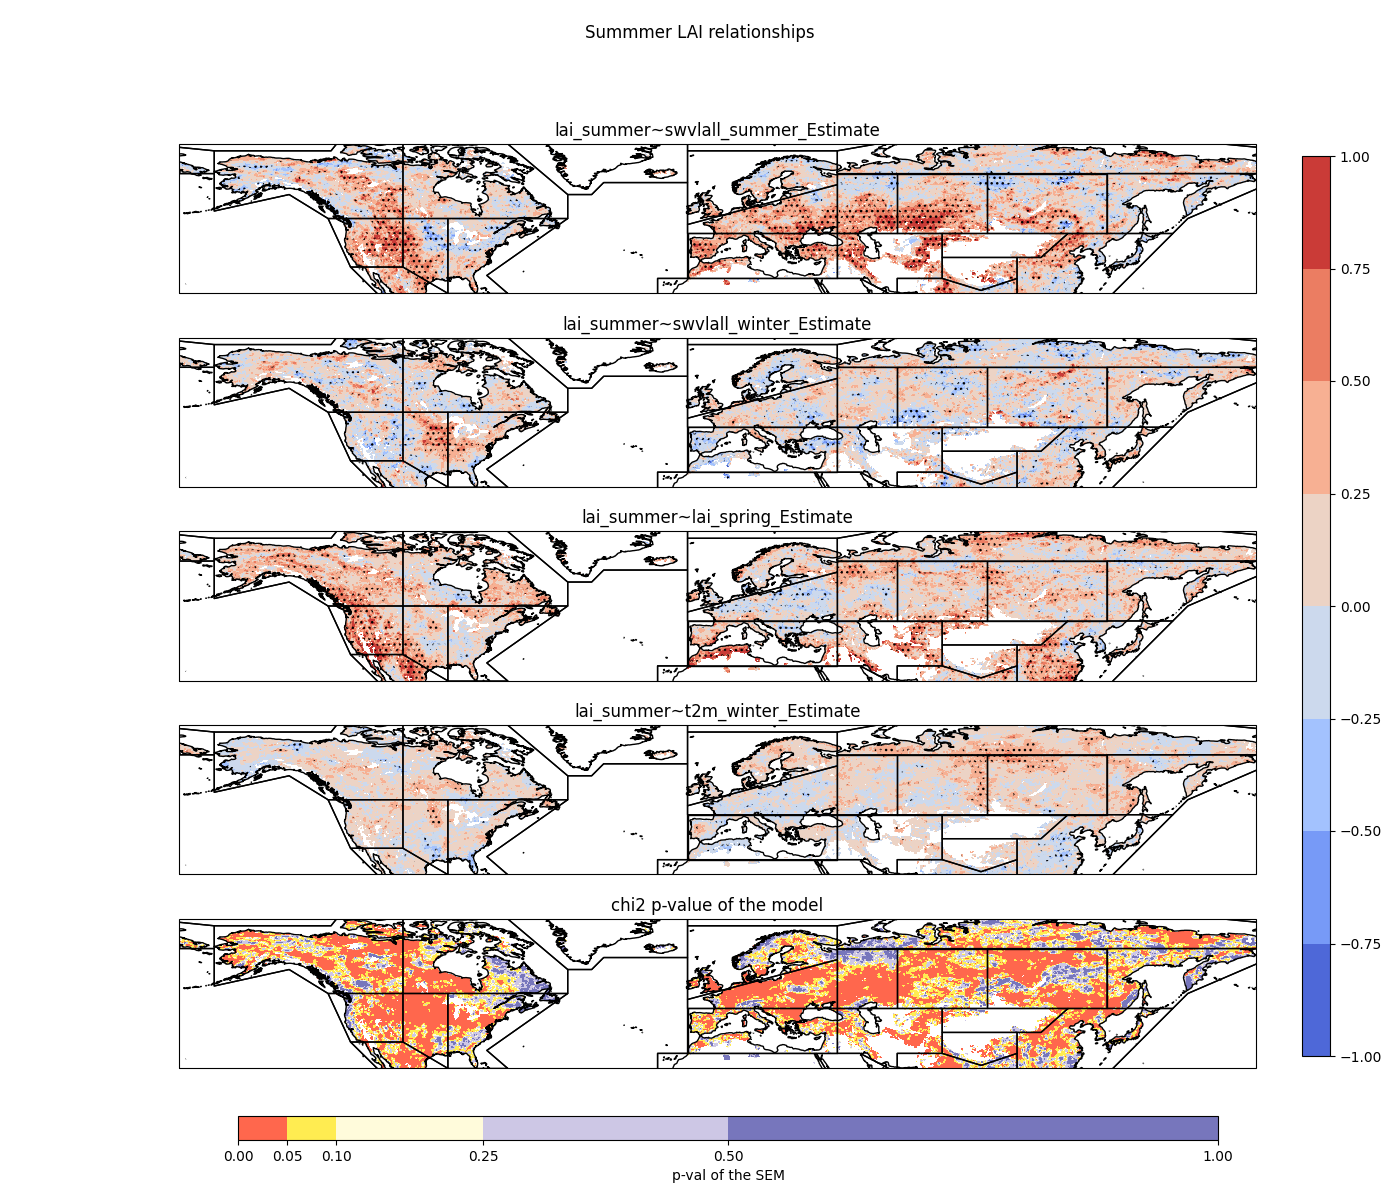 Summmer LAI relationships
lai_summer~swvlall_summer_Estimate
lai_summer~swvlall_winter_Estimate
lai_summer~lai_spring_Estimate
lai_summer~t2m_winter_Estimate
chi2 p-value of the model
1.00
0.75
0.50
0.25
0.00
−0.25
−0.50
−0.75
−1.00
0.00 0.05 0.10 0.25 0.50 1.00
p-val of the SEM